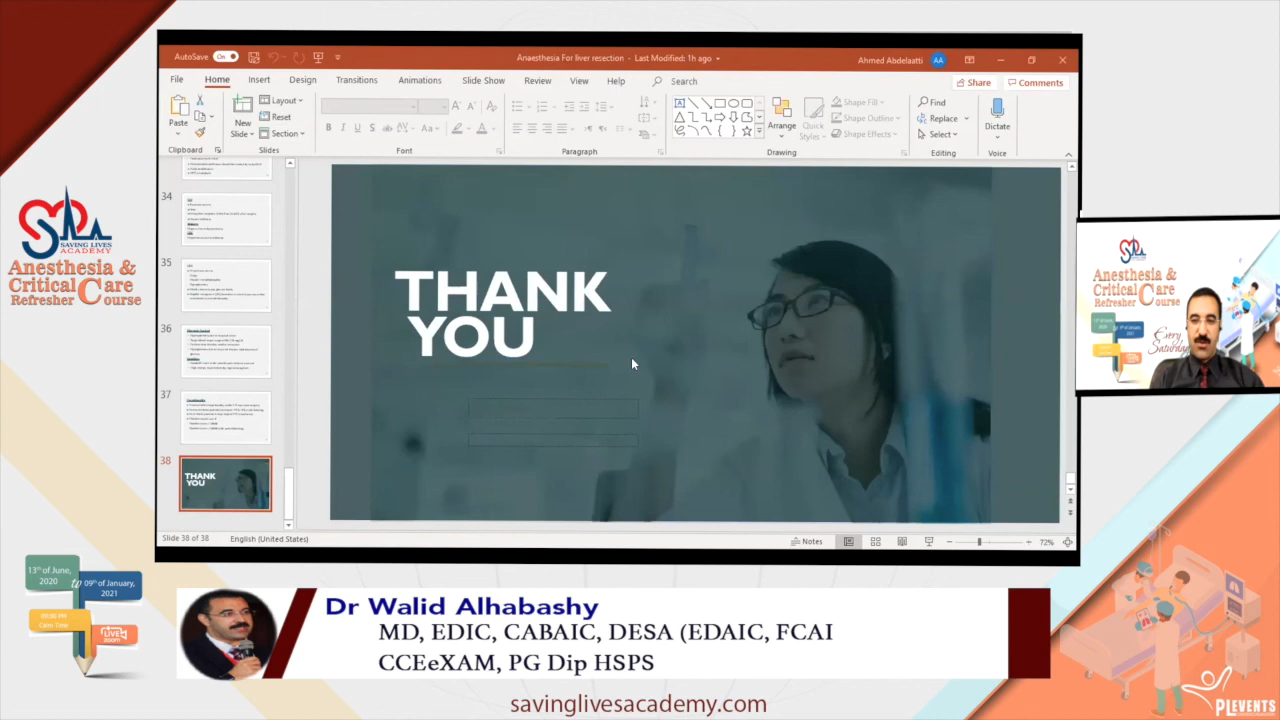 AutoSave
On
Anaesthesia For liver resection - Last Modified: 1h ago
Ahmed Abdelaatti
AA
File
Home
Insert
Design
Transitions
Animations
Slide Show
Review
View
Help
Search
Share
Comments
Paste
New
Slide
Layout
Reset
Section
Shape Fill
Shape Outline
Shape Effects
Arrange
Quick
Styles
Find
Replace
Select
Dictate
Clipboard
Slides
Font
Paragraph
Drawing
Editing
Voice
34
35
36
37
38
THANK
YOU
THANK
YOU
Slide 38 of 38
English (United States)
Notes
72%
SAVING LIVES
ACADEMY
Anesthesia &
CritiCal Care
Refresher Course
Anesthesia &
CritiCal Care
Refresher Course
Every
Saturday
13th of June,
2020
to
09th of January,
2021
Cairo Time
LIVE
zoom
Dr Walid Alhabashy
MD, EDIC, CABAIC, DESA (EDAIC, FCAI
CCEeXAM, PG Dip HSPS
savinglivesacademy.com
PLEVENTS